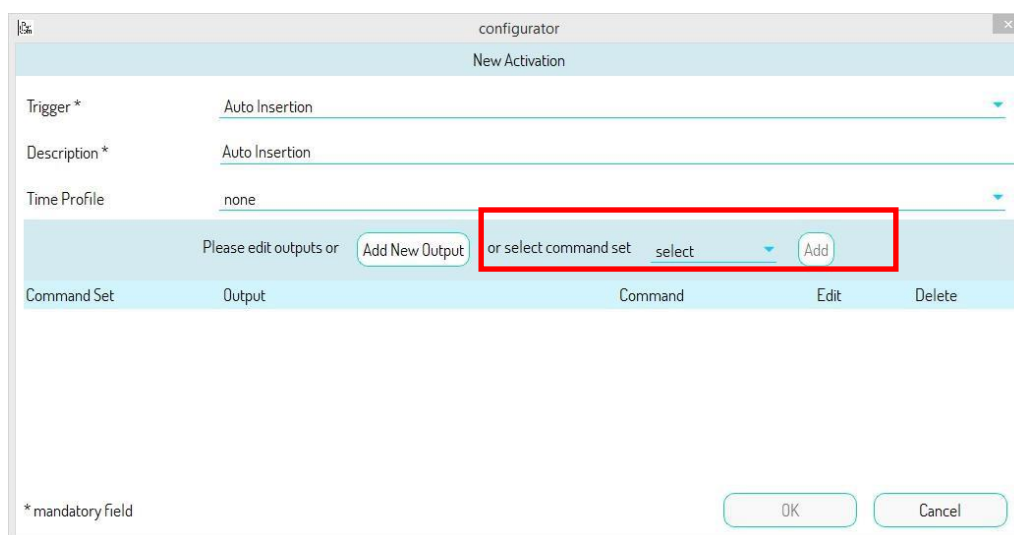 configurator
New Activation
Trigger * Auto Insertion
Description * Auto Insertion
Time Profile none
Please edit outputs or Add New Output or select command set select Add
Command Set Output Command Edit Delete
* mandatory field OK Cancel